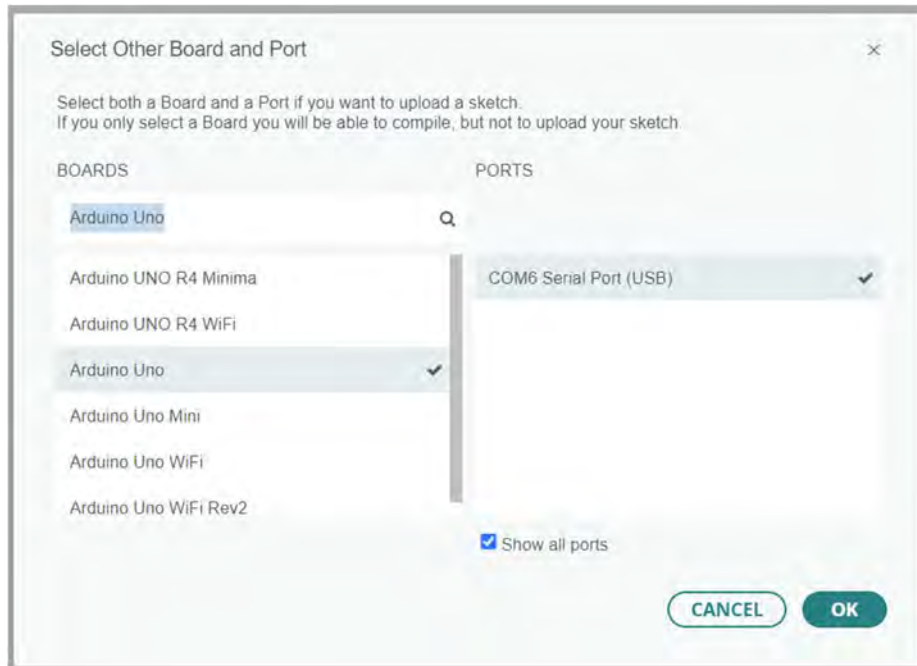 Select Other Board and Port
Select both a Board and a Port if you want to upload a sketch.
If you only select a Board you will be able to compile, but not to upload your sketch.
BOARDS
PORTS
Arduino Uno
Arduino UNO R4 Minima
COM6 Serial Port (USB)
Arduino UNO R4 WiFi
Arduino Uno
Arduino Uno Mini
Arduino Uno WiFi
Arduino Uno WiFi Rev2
Show all ports
CANCEL
OK